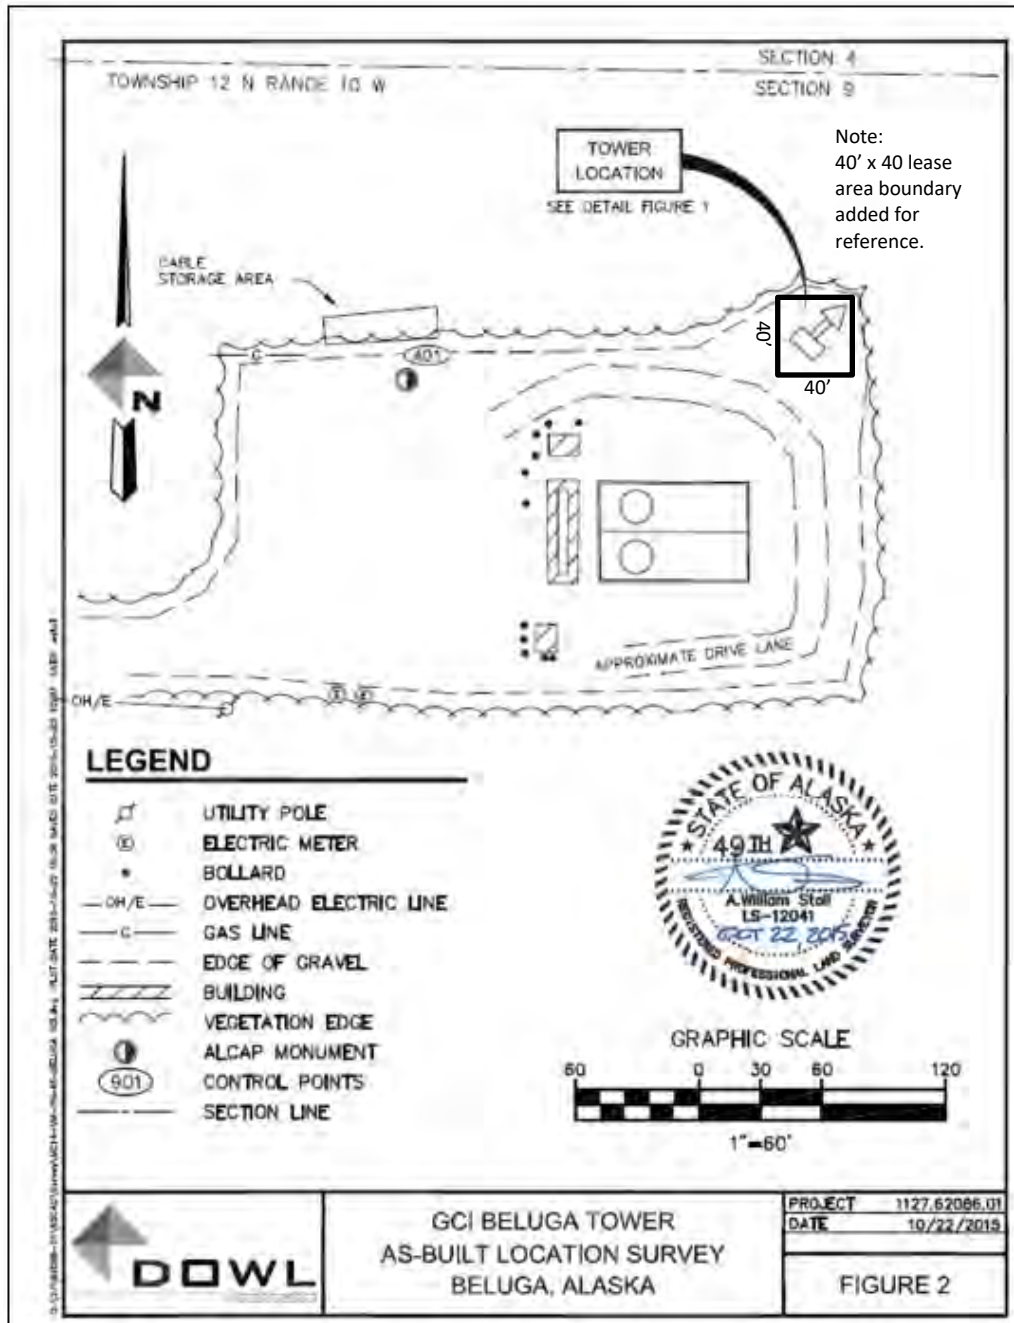 SECTION 4
TOWNSHIP 12 N RANGE 10 W
SECTION 9
Note:
40’ x 40 lease
area boundary
added for
reference.
TOWER
LOCATION
SEE DETAIL FIGURE 1
CABLE
STORAGE AREA
40’
40’
G
401
N
APPROXIMATE DRIVE LANE
E
E
OH/E
LEGEND
UTILITY POLE
E ELECTRIC METER
BOLLARD
OH/E OVERHEAD ELECTRIC LINE
G GAS LINE
EDGE OF GRAVEL
BUILDING
VEGETATION EDGE
ALCAP MONUMENT
901 CONTROL POINTS
SECTION LINE
STATE OF ALASKA
49TH
A.William Stoll
LS-12041
OCT 22, 2015
REGISTERED PROFESSIONAL LAND SURVEYOR
GRAPHIC SCALE
60 0 30 60 120
1"=60'
DOWL
GCI BELUGA TOWER
AS-BUILT LOCATION SURVEY
BELUGA, ALASKA
PROJECT 1127.62086.01
DATE 10/22/2015
FIGURE 2